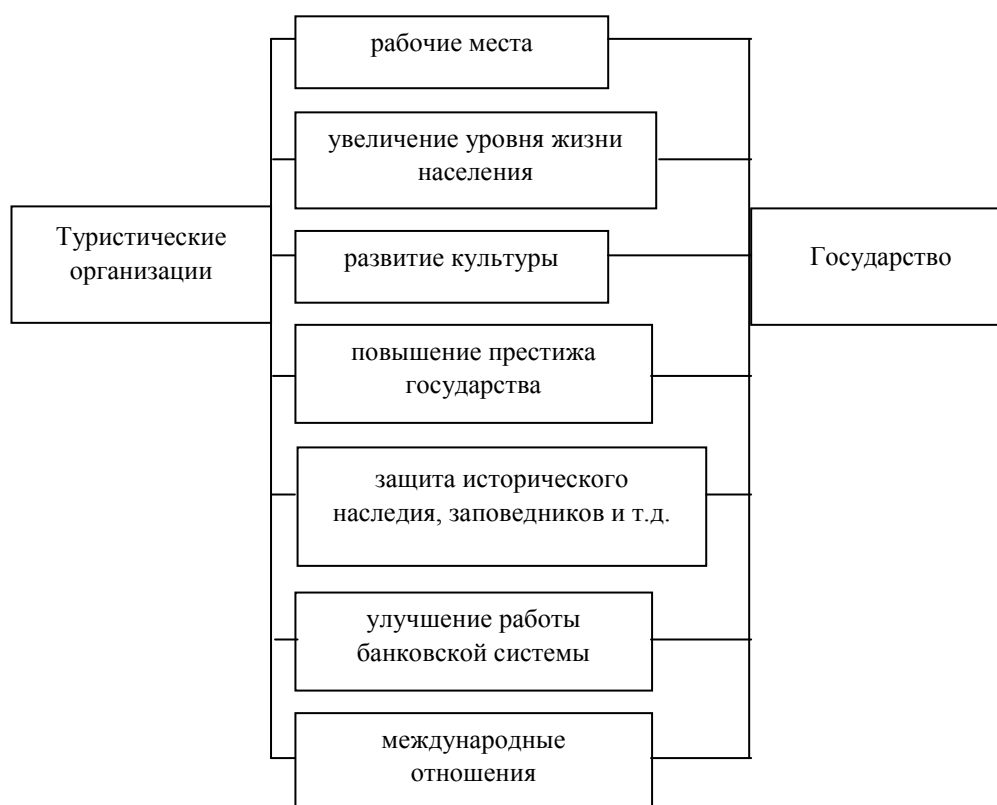 рабочие места
увеличение уровня жизни
населения
Туристические
организации
развитие культуры
Государство
повышение престижа
государства
защита исторического
наследия, заповедников и т.д.
улучшение работы
банковской системы
международные
отношения